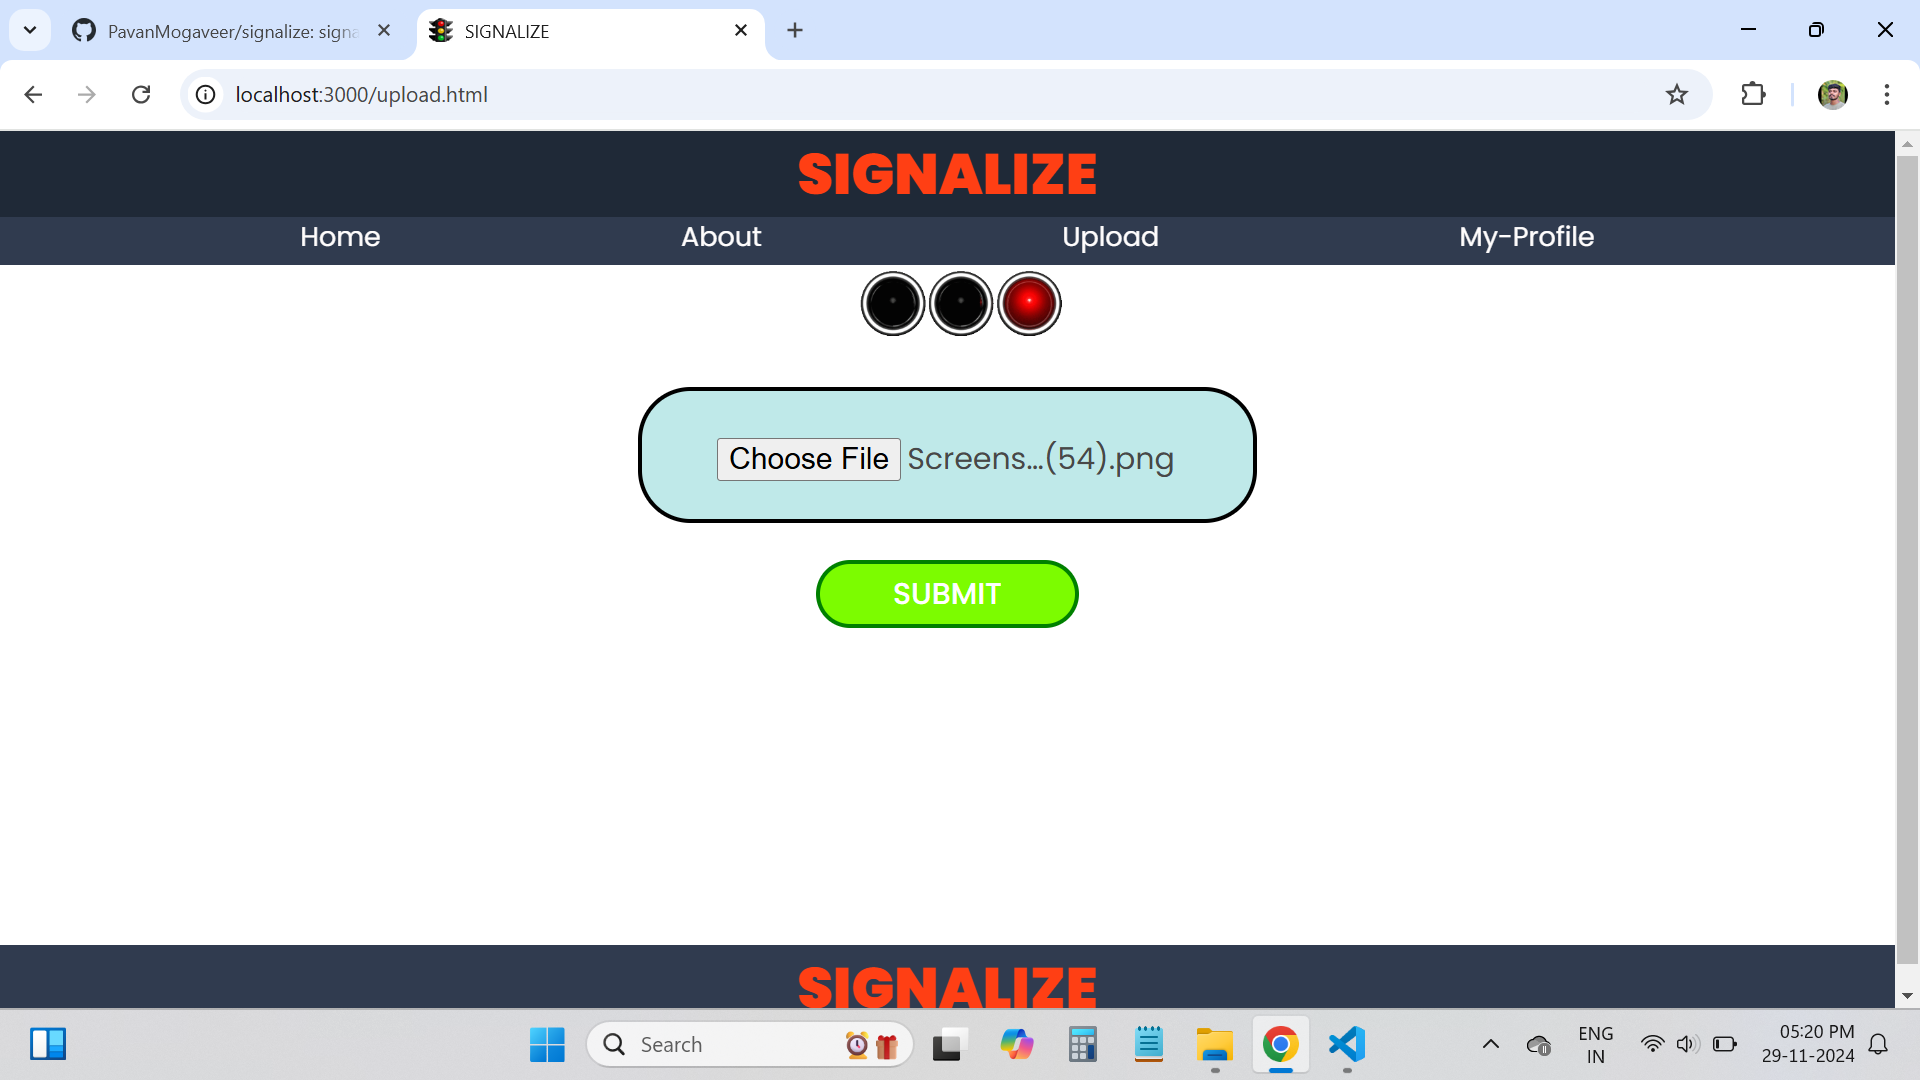 PavanMogaveer/signalize: signa
SIGNALIZE
localhost:3000/upload.html
SIGNALIZE
Home About Upload My-Profile
Choose File Screens...(54).png
SUBMIT
SIGNALIZE
Search
ENG
IN
05:20 PM
29-11-2024